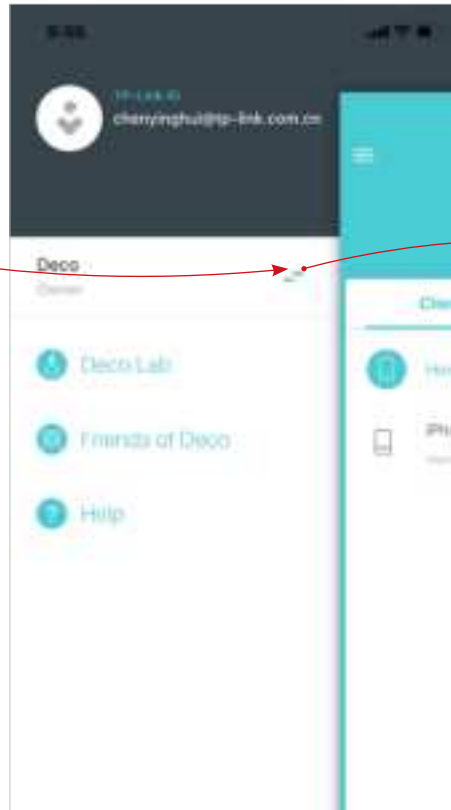 TP-Link ID
chenyinghui@tp-link.com.cn
Deco
Owner
Deco Lab
Friends of Deco
Help